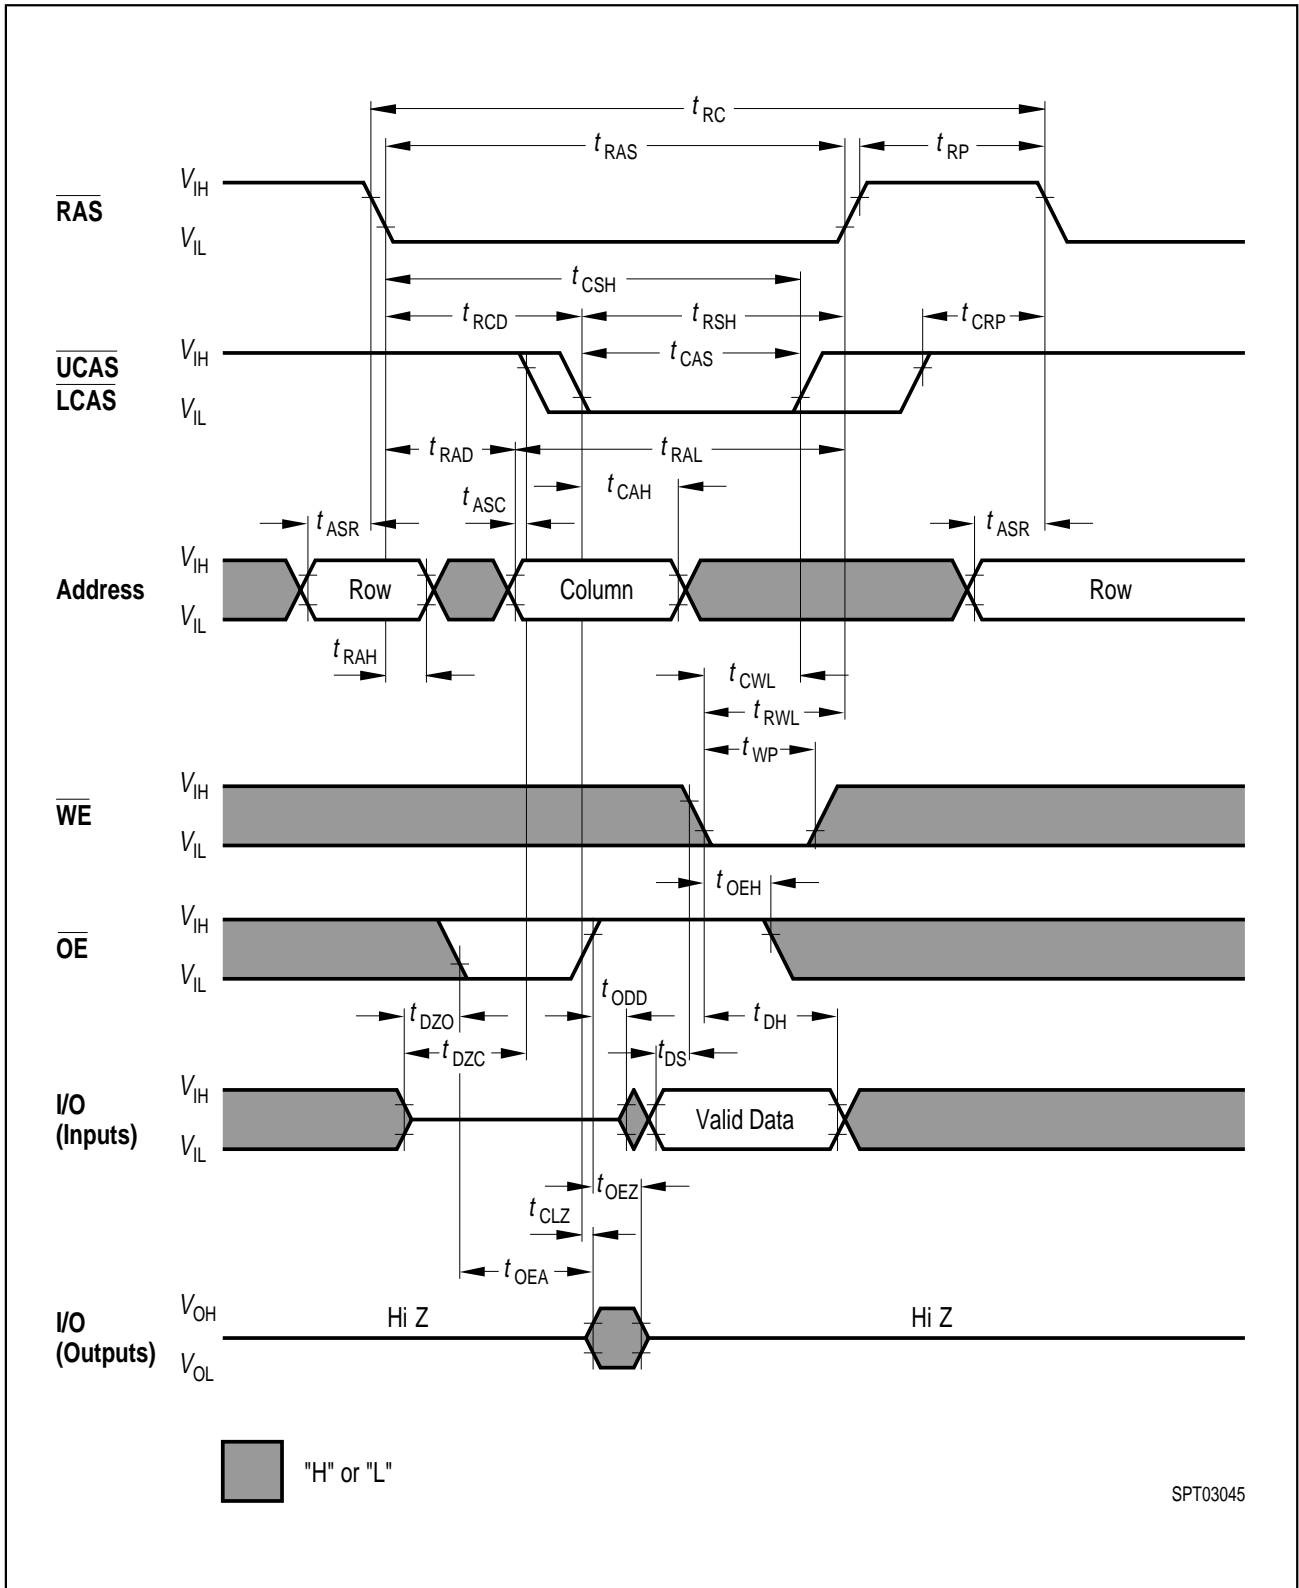 tRC
tRAS
tRP
RAS
VIH
VIL
tCSH
tRCD
tRSH
tCRP
UCAS
LCAS
VIH
tCAS
VIL
tRAD
tRAL
tASC
tCAH
tASR
tASR
Address
VIH
VIL
Row
Column
Row
tRAH
tCWL
tRWL
tWP
WE
VIH
VIL
tOEH
OE
VIH
VIL
tODD
tDZO
tDH
tDZC
tDS
I/O
(Inputs)
VIH
VIL
Valid Data
tOEZ
tCLZ
tOEA
I/O
(Outputs)
VOH
VOL
Hi Z
Hi Z
"H" or "L"
SPT03045